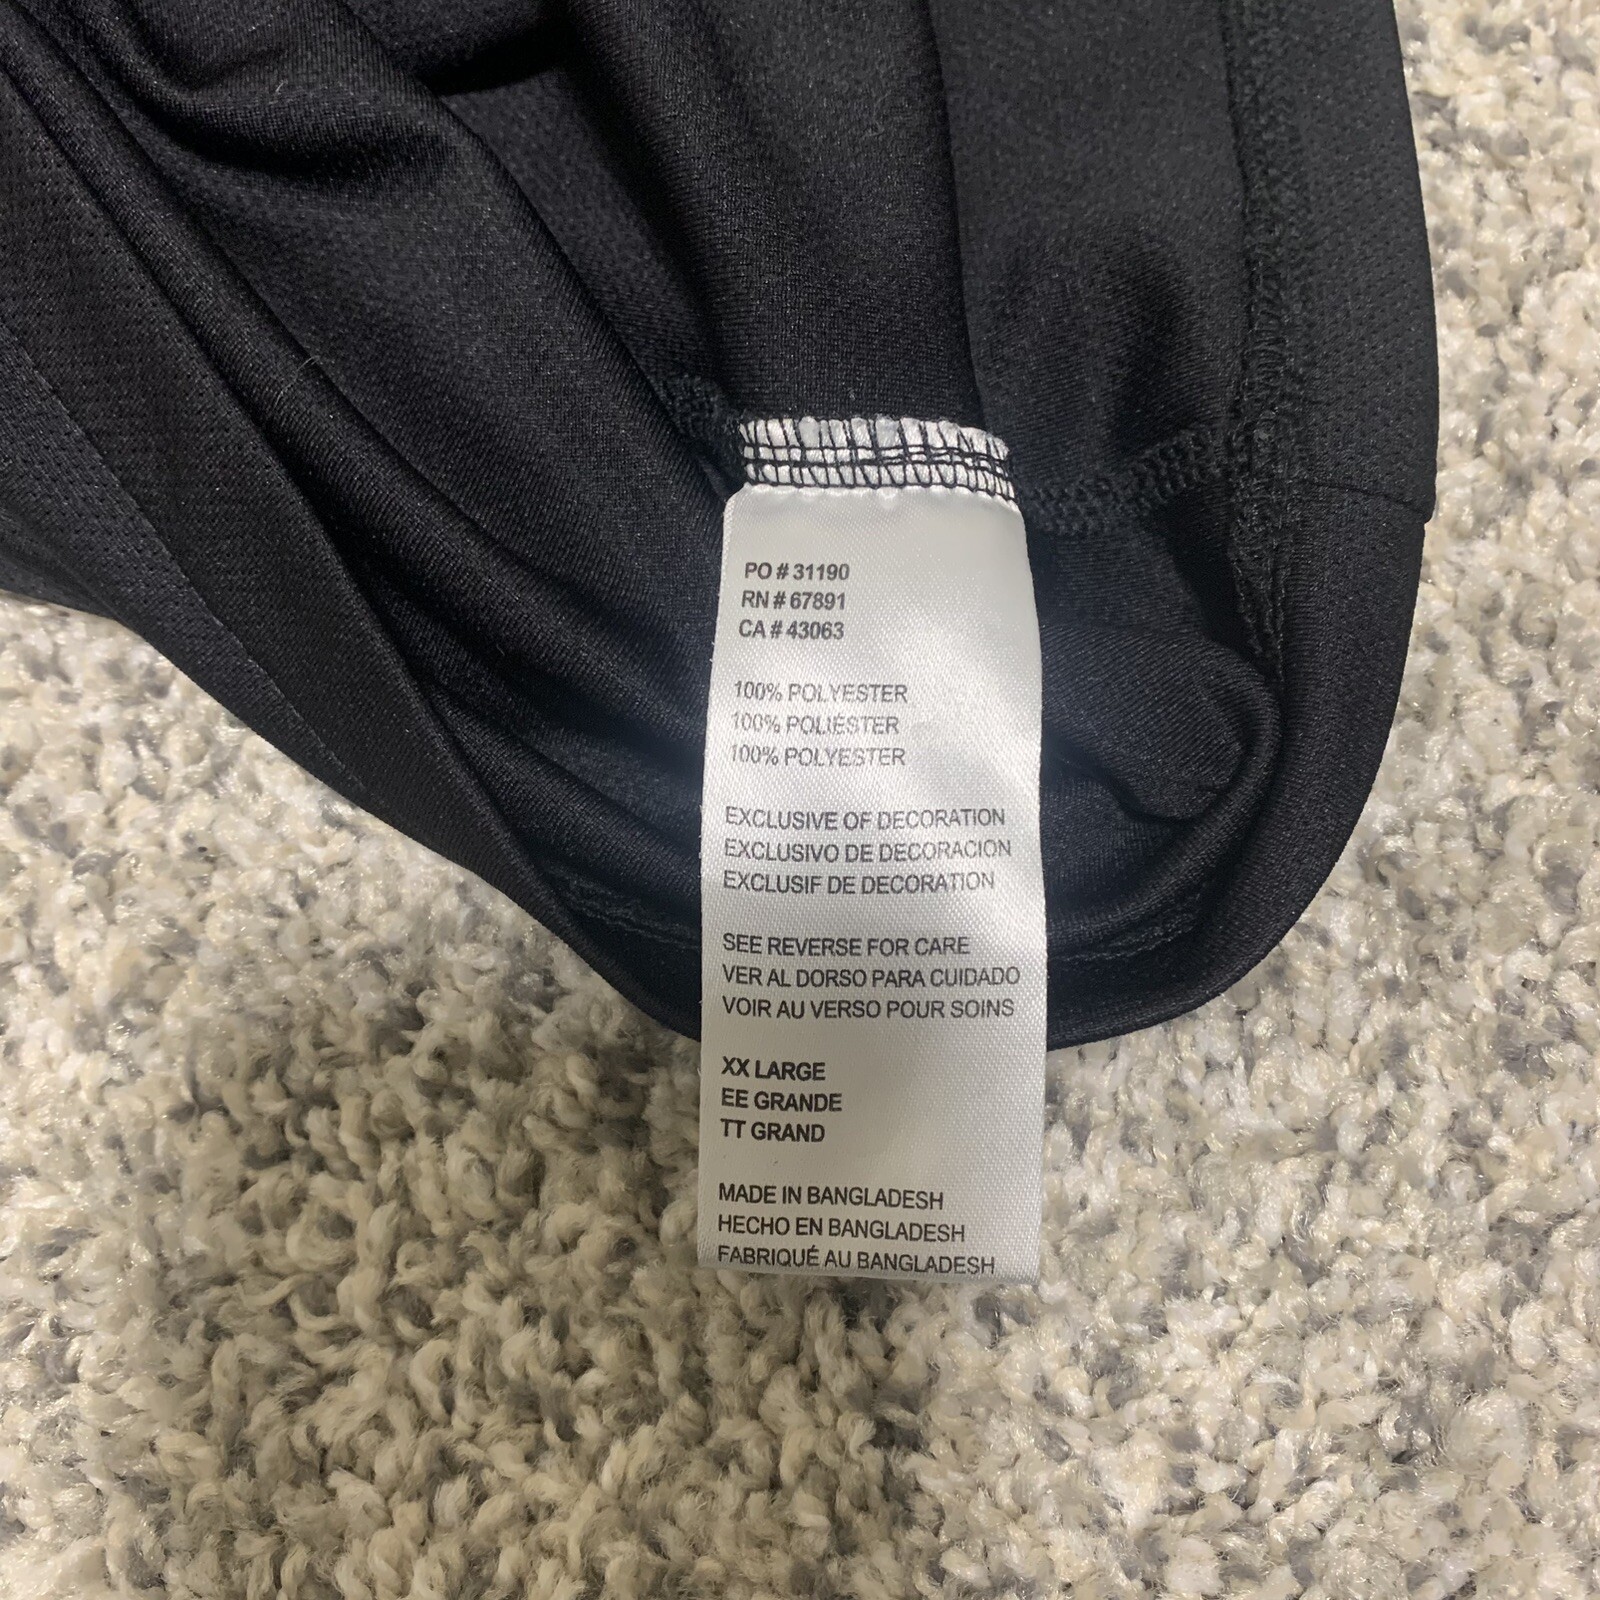 PO # 31190
RN # 67891
CA # 43063
100% POLYESTER
100% POLIÉSTER
100% POLYESTER
EXCLUSIVE OF DECORATION
EXCLUSIVO DE DECORACION
EXCLUSIF DE DECORATION
SEE REVERSE FOR CARE
VER AL DORSO PARA CUIDADO
VOIR AU VERSO POUR SOINS
XX LARGE
EE GRANDE
TT GRAND
MADE IN BANGLADESH
HECHO EN BANGLADESH
FABRIQUÉ AU BANGLADESH